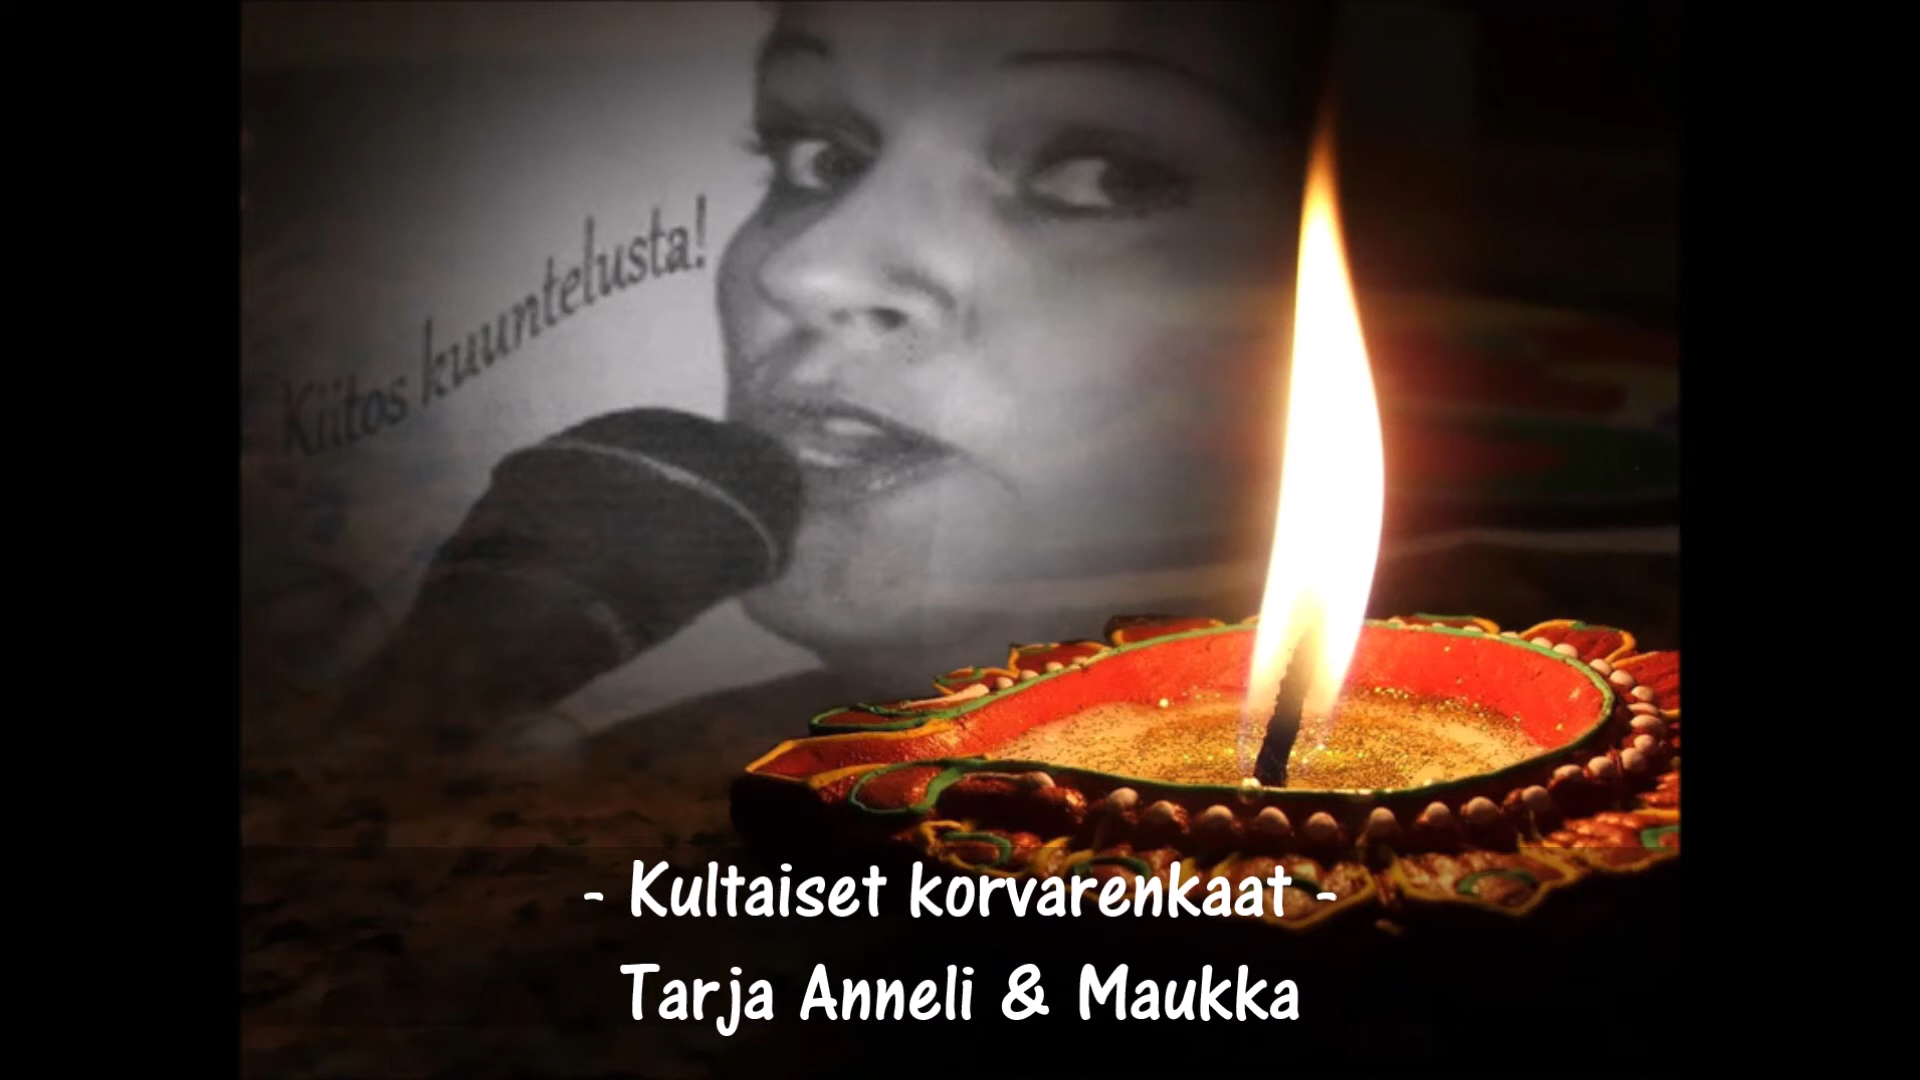 Kiitos kuuntelusta!
- Kultaiset korvarenkaat -
Tarja Anneli & Maukka